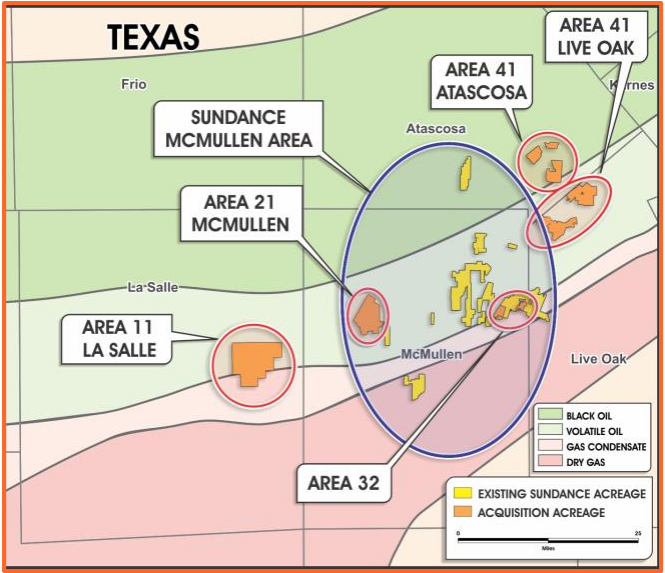 TEXAS
AREA 41
LIVE OAK
AREA 41
ATASCOSA
Frio
Karnes
SUNDANCE
MCMULLEN AREA
Atascosa
AREA 21
MCMULLEN
La Salle
AREA 11
LA SALLE
McMullen
Live Oak
AREA 32
BLACK OIL
VOLATILE OIL
GAS CONDENSATE
DRY GAS
EXISTING SUNDANCE ACREAGE
ACQUISITION ACREAGE
0 25
Miles